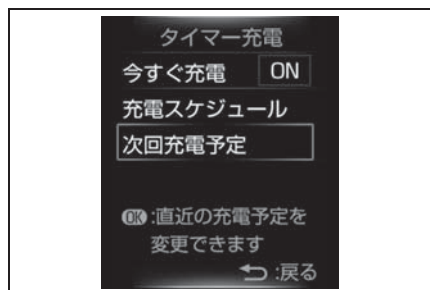 タイマー充電
今すぐ充電 ON
充電スケジュール
次回充電予定
OK:直近の充電予定を
変更できます
:戻る